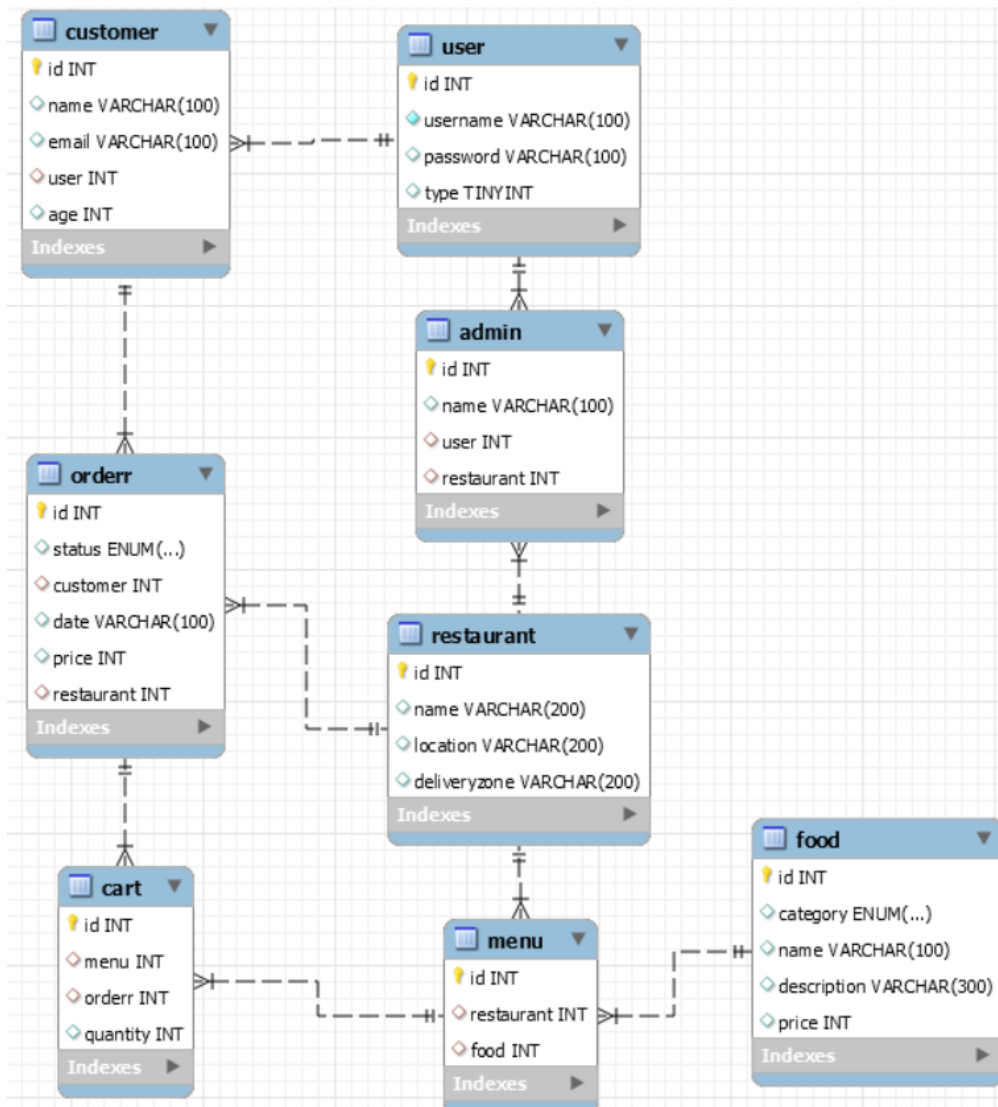 customer
id INT
name VARCHAR(100)
email VARCHAR(100)
user INT
age INT
Indexes
user
id INT
username VARCHAR(100)
password VARCHAR(100)
type TINYINT
Indexes
admin
id INT
name VARCHAR(100)
user INT
restaurant INT
Indexes
orderr
id INT
status ENUM(...)
customer INT
date VARCHAR(100)
price INT
restaurant INT
Indexes
restaurant
id INT
name VARCHAR(200)
location VARCHAR(200)
deliveryzone VARCHAR(200)
Indexes
food
id INT
category ENUM(...)
name VARCHAR(100)
description VARCHAR(300)
price INT
Indexes
cart
id INT
menu INT
orderr INT
quantity INT
Indexes
menu
id INT
restaurant INT
food INT
Indexes